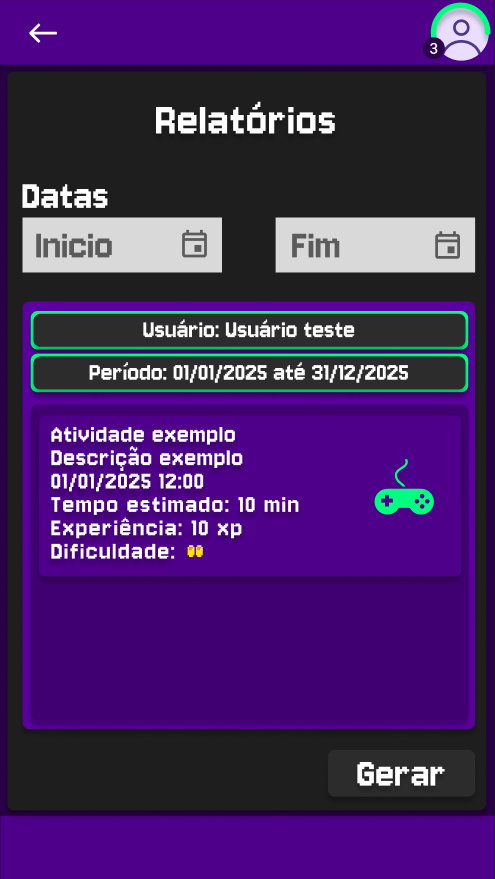 3
Relatórios
Datas
Inicio
Fim
Usuário: Usuário teste
Período: 01/01/2025 até 31/12/2025
Atividade exemplo
Descrição exemplo
01/01/2025 12:00
Tempo estimado: 10 min
Experiência: 10 xp
Dificuldade:
Gerar